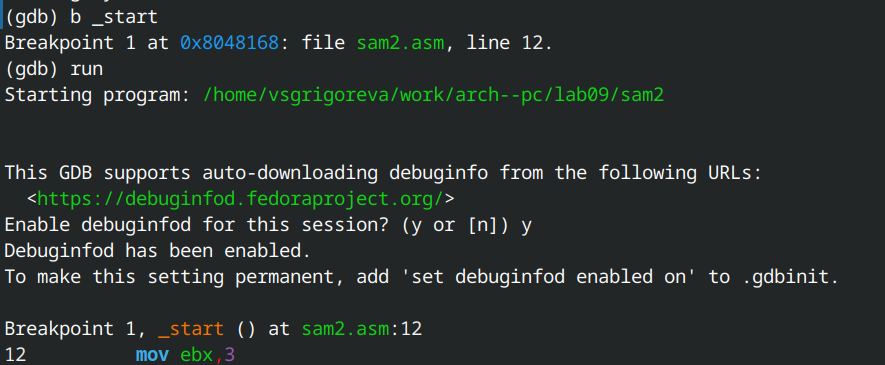 (gdb) b _start
Breakpoint 1 at 0x8048168: file sam2.asm, line 12.
(gdb) run
Starting program: /home/vsgrigoreva/work/arch--pc/lab09/sam2
This GDB supports auto-downloading debuginfo from the following URLs:
<https://debuginfod.fedoraproject.org/>
Enable debuginfod for this session? (y or [n]) y
Debuginfod has been enabled.
To make this setting permanent, add 'set debuginfod enabled on' to .gdbinit.
Breakpoint 1, _start () at sam2.asm:12
12 mov ebx,3